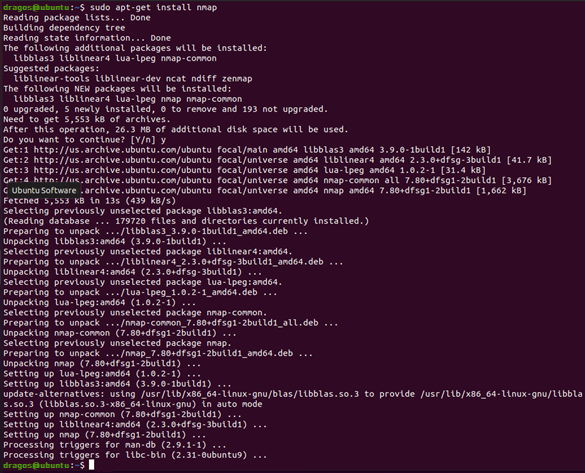 dragos@ubuntu:~$ sudo apt-get install nmap
Reading package lists... Done
Building dependency tree
Reading state information... Done
The following additional packages will be installed:
  libblas3 liblinear4 lua-lpeg nmap-common
Suggested packages:
  liblinear-tools liblinear-dev ncat ndiff zenmap
The following NEW packages will be installed:
  libblas3 liblinear4 lua-lpeg nmap nmap-common
0 upgraded, 5 newly installed, 0 to remove and 193 not upgraded.
Need to get 5,553 kB of archives.
After this operation, 26.3 MB of additional disk space will be used.
Do you want to continue? [Y/n] y
Get:1 http://us.archive.ubuntu.com/ubuntu focal/main amd64 libblas3 amd64 3.9.0-1build1 [142 kB]
Get:2 http://us.archive.ubuntu.com/ubuntu focal/universe amd64 liblinear4 amd64 2.3.0+dfsg-3build1 [41.7 kB]
Get:3 http://us.archive.ubuntu.com/ubuntu focal/universe amd64 lua-lpeg amd64 1.0.2-1 [31.4 kB]
Get:4 http://us.archive.ubuntu.com/ubuntu focal/universe amd64 nmap-common all 7.80+dfsg1-2build1 [3,676 kB]
G Ubuntu Software .archive.ubuntu.com/ubuntu focal/universe amd64 nmap amd64 7.80+dfsg1-2build1 [1,662 kB]
Fetched 5,553 kB in 13s (439 kB/s)
Selecting previously unselected package libblas3:amd64.
(Reading database ... 179720 files and directories currently installed.)
Preparing to unpack .../libblas3_3.9.0-1build1_amd64.deb ...
Unpacking libblas3:amd64 (3.9.0-1build1) ...
Selecting previously unselected package liblinear4:amd64.
Preparing to unpack .../liblinear4_2.3.0+dfsg-3build1_amd64.deb ...
Unpacking liblinear4:amd64 (2.3.0+dfsg-3build1) ...
Selecting previously unselected package lua-lpeg:amd64.
Preparing to unpack .../lua-lpeg_1.0.2-1_amd64.deb ...
Unpacking lua-lpeg:amd64 (1.0.2-1) ...
Selecting previously unselected package nmap-common.
Preparing to unpack .../nmap-common_7.80+dfsg1-2build1_all.deb ...
Unpacking nmap-common (7.80+dfsg1-2build1) ...
Selecting previously unselected package nmap.
Preparing to unpack .../nmap_7.80+dfsg1-2build1_amd64.deb ...
Unpacking nmap (7.80+dfsg1-2build1) ...
Setting up lua-lpeg:amd64 (1.0.2-1) ...
Setting up libblas3:amd64 (3.9.0-1build1) ...
update-alternatives: using /usr/lib/x86_64-linux-gnu/blas/libblas.so.3 to provide /usr/lib/x86_64-linux-gnu/libbla
s.so.3 (libblas.so.3-x86_64-linux-gnu) in auto mode
Setting up nmap-common (7.80+dfsg1-2build1) ...
Setting up liblinear4:amd64 (2.3.0+dfsg-3build1) ...
Setting up nmap (7.80+dfsg1-2build1) ...
Processing triggers for man-db (2.9.1-1) ...
Processing triggers for libc-bin (2.31-0ubuntu9) ...
dragos@ubuntu:~$